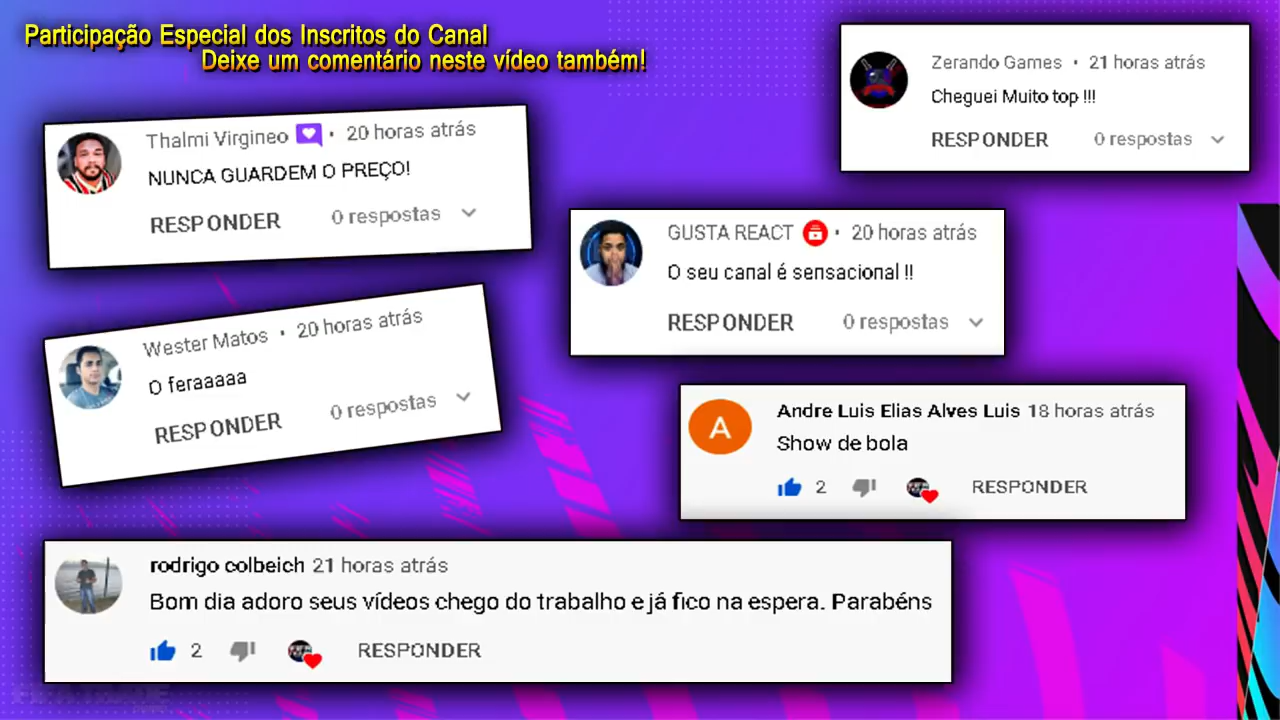 Participação Especial dos Inscritos do Canal
Deixe um comentário neste vídeo também!
Zerando Games · 21 horas atrás
Cheguei Muito top !!!
RESPONDER 0 respostas
Thalmi Virgineo · 20 horas atrás
NUNCA GUARDEM O PREÇO!
RESPONDER 0 respostas
GUSTA REACT · 20 horas atrás
O seu canal é sensacional !!
RESPONDER 0 respostas
Wester Matos · 20 horas atrás
O feraaaaa
RESPONDER 0 respostas
A
Andre Luis Elias Alves Luis 18 horas atrás
Show de bola
2 RESPONDER
rodrigo colbeich 21 horas atrás
Bom dia adoro seus vídeos chego do trabalho e já fico na espera. Parabéns
2 RESPONDER